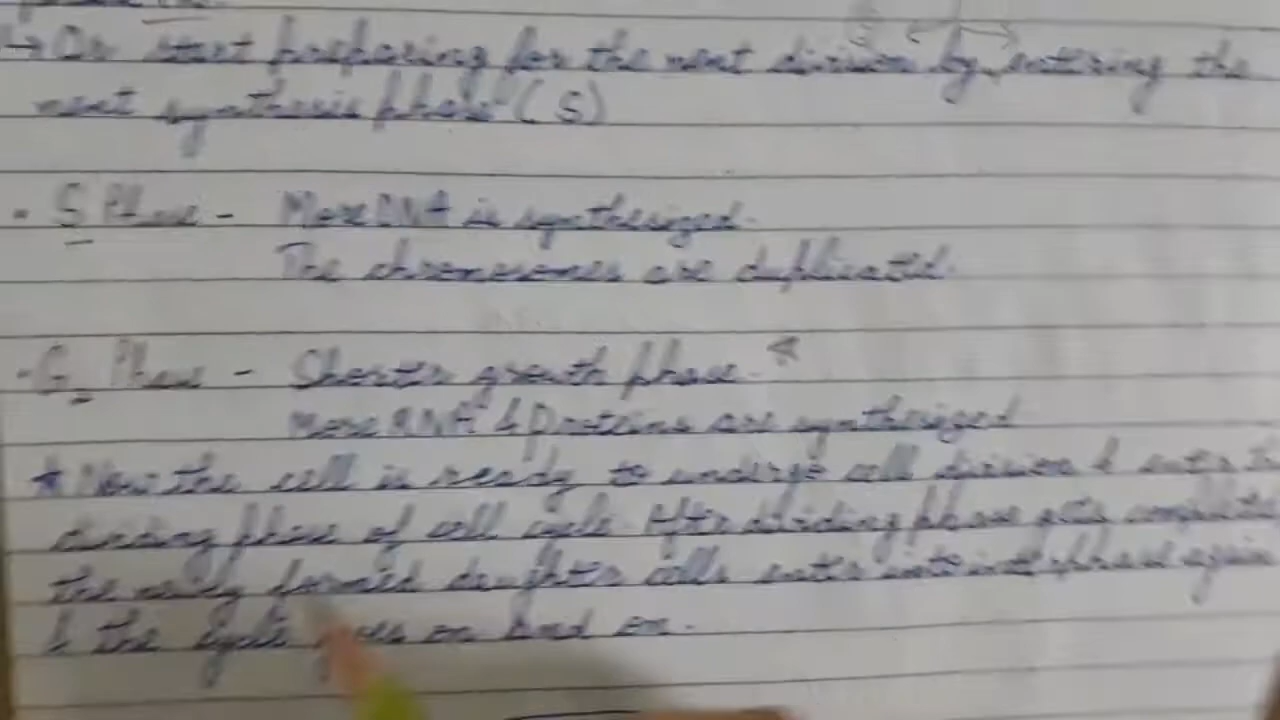 ↳ Or start preparing for the next division by entering the
next synthesis phase (S)
• S Phase - More DNA is synthesized.
The chromosomes are duplicated.
• G₂ Phase - Shorter growth phase.
More RNA & Proteins are synthesized
* Now the cell is ready to undergo cell division & enter the
dividing phase of cell cycle. After dividing phase gets complete
the newly formed daughter cells enter into interphase again
& the cycle goes on and on.